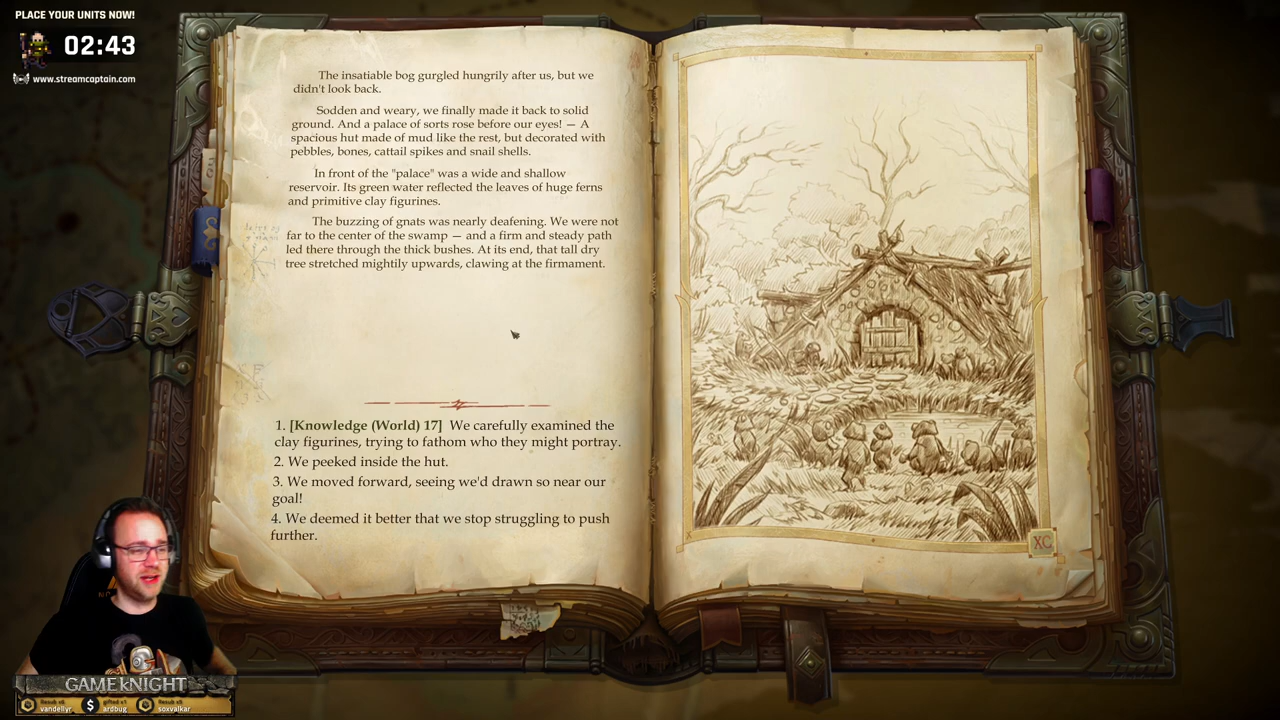 PLACE YOUR UNITS NOW!
02:43
www.streamcaptain.com
The insatiable bog gurgled hungrily after us, but we
didn't look back.
Sodden and weary, we finally made it back to solid
ground. And a palace of sorts rose before our eyes! — A
spacious hut made of mud like the rest, but decorated with
pebbles, bones, cattail spikes and snail shells.
In front of the "palace" was a wide and shallow
reservoir. Its green water reflected the leaves of huge ferns
and primitive clay figurines.
The buzzing of gnats was nearly deafening. We were not
far to the center of the swamp — and a firm and steady path
led there through the thick bushes. At its end, that tall dry
tree stretched mightily upwards, clawing at the firmament.
1. [Knowledge (World) 17] We carefully examined the
clay figurines, trying to fathom who they might portray.
2. We peeked inside the hut.
3. We moved forward, seeing we'd drawn so near our
goal!
4. We deemed it better that we stop struggling to push
further.
XC
GAMEKNIGHT
vandellyr
ardbug
soxvalkar